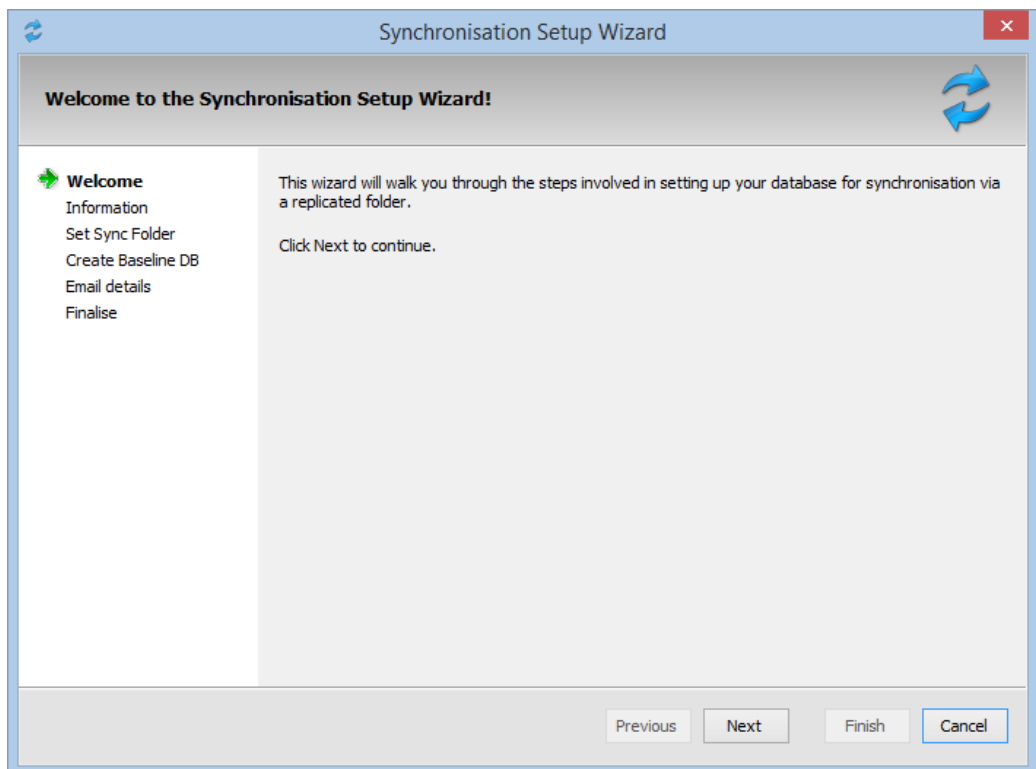 Synchronisation Setup Wizard
Welcome to the Synchronisation Setup Wizard!
Welcome
Information
Set Sync Folder
Create Baseline DB
Email details
Finalise
This wizard will walk you through the steps involved in setting up your database for synchronisation via
a replicated folder.
Click Next to continue.
Previous
Next
Finish
Cancel